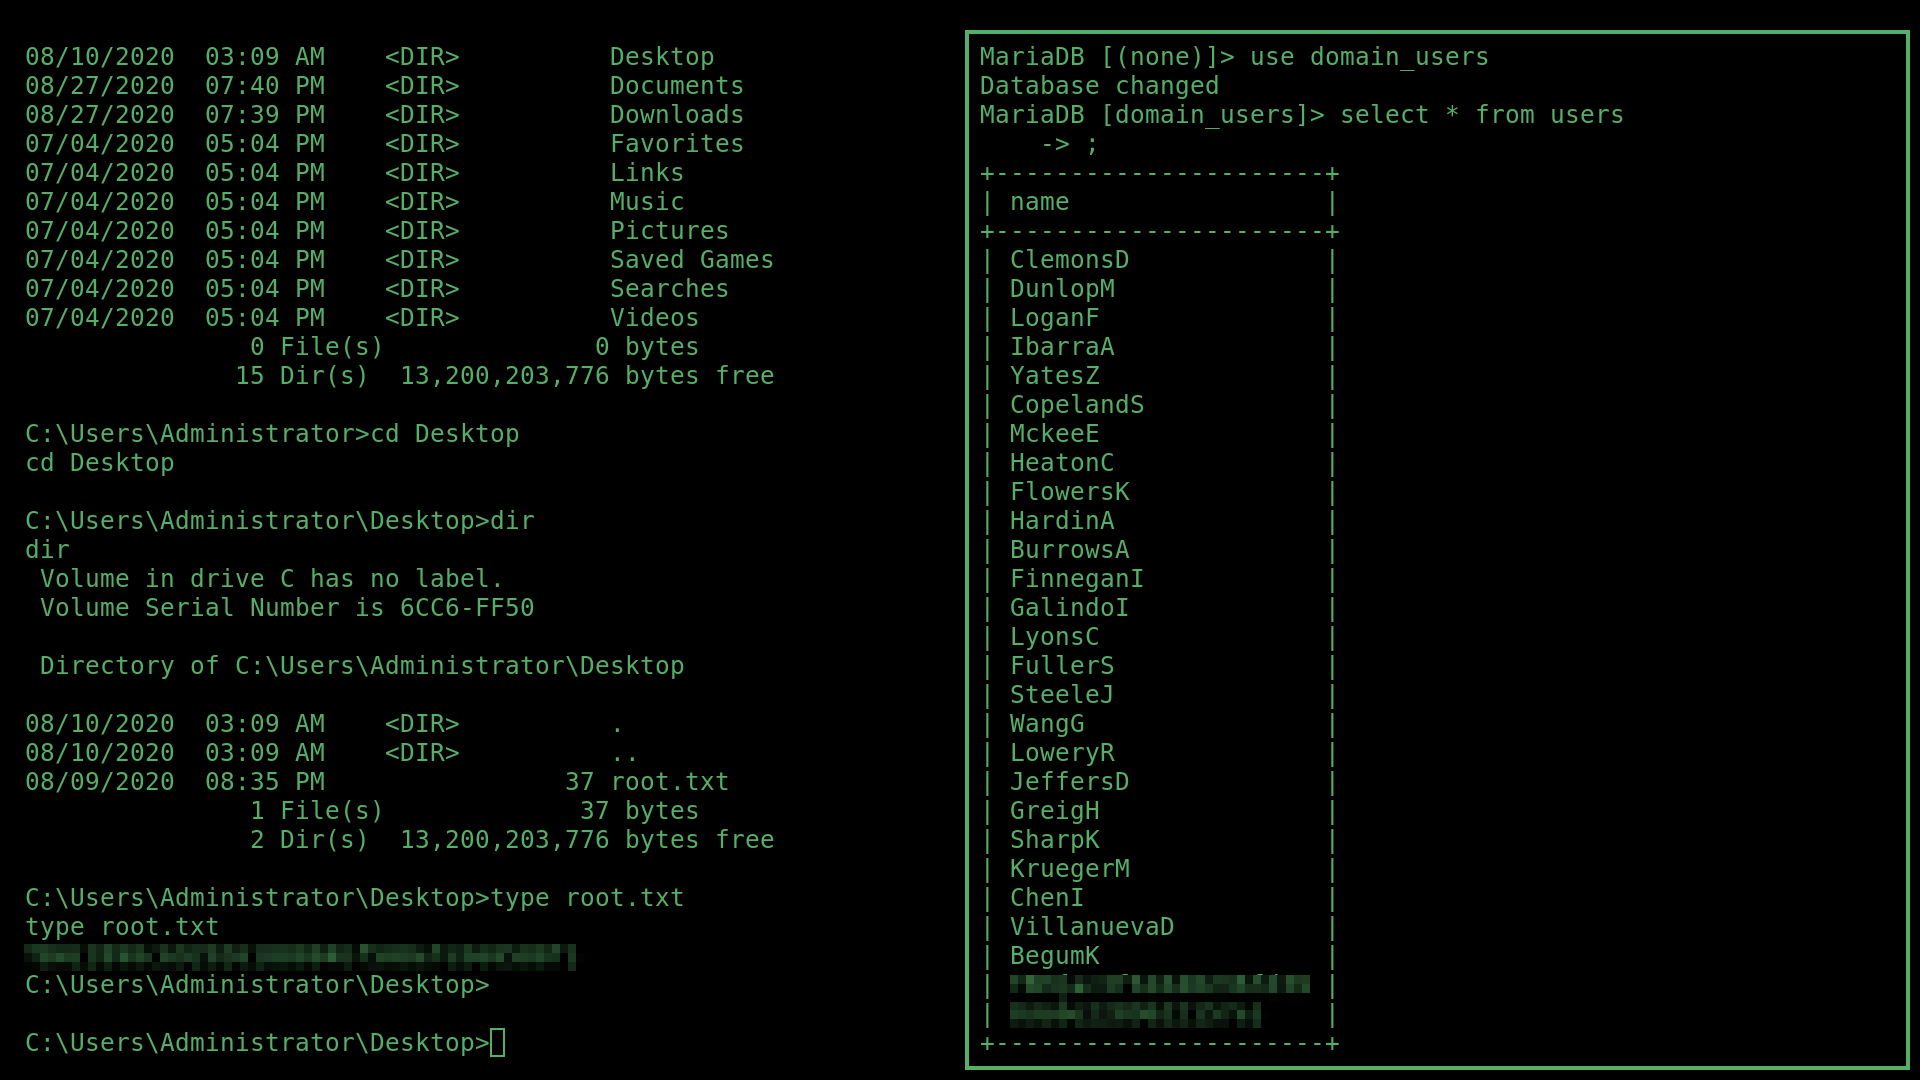 08/10/2020  03:09 AM    <DIR>          Desktop
08/27/2020  07:40 PM    <DIR>          Documents
08/27/2020  07:39 PM    <DIR>          Downloads
07/04/2020  05:04 PM    <DIR>          Favorites
07/04/2020  05:04 PM    <DIR>          Links
07/04/2020  05:04 PM    <DIR>          Music
07/04/2020  05:04 PM    <DIR>          Pictures
07/04/2020  05:04 PM    <DIR>          Saved Games
07/04/2020  05:04 PM    <DIR>          Searches
07/04/2020  05:04 PM    <DIR>          Videos
               0 File(s)              0 bytes
              15 Dir(s)  13,200,203,776 bytes free

C:\Users\Administrator>cd Desktop
cd Desktop

C:\Users\Administrator\Desktop>dir
dir
 Volume in drive C has no label.
 Volume Serial Number is 6CC6-FF50

 Directory of C:\Users\Administrator\Desktop

08/10/2020  03:09 AM    <DIR>          .
08/10/2020  03:09 AM    <DIR>          ..
08/09/2020  08:35 PM                37 root.txt
               1 File(s)             37 bytes
               2 Dir(s)  13,200,203,776 bytes free

C:\Users\Administrator\Desktop>type root.txt
type root.txt
C:\Users\Administrator\Desktop>

C:\Users\Administrator\Desktop>
MariaDB [(none)]> use domain_users
Database changed
MariaDB [domain_users]> select * from users
    -> ;
+----------------------+
| name                 |
+----------------------+
| ClemonsD             |
| DunlopM              |
| LoganF               |
| IbarraA              |
| YatesZ               |
| CopelandS            |
| MckeeE               |
| HeatonC              |
| FlowersK             |
| HardinA              |
| BurrowsA             |
| FinneganI            |
| GalindoI             |
| LyonsC               |
| FullerS              |
| SteeleJ              |
| WangG                |
| LoweryR              |
| JeffersD             |
| GreigH               |
| SharpK               |
| KruegerM             |
| ChenI                |
| VillanuevaD          |
| BegumK               |
|                      |
|                      |
+----------------------+